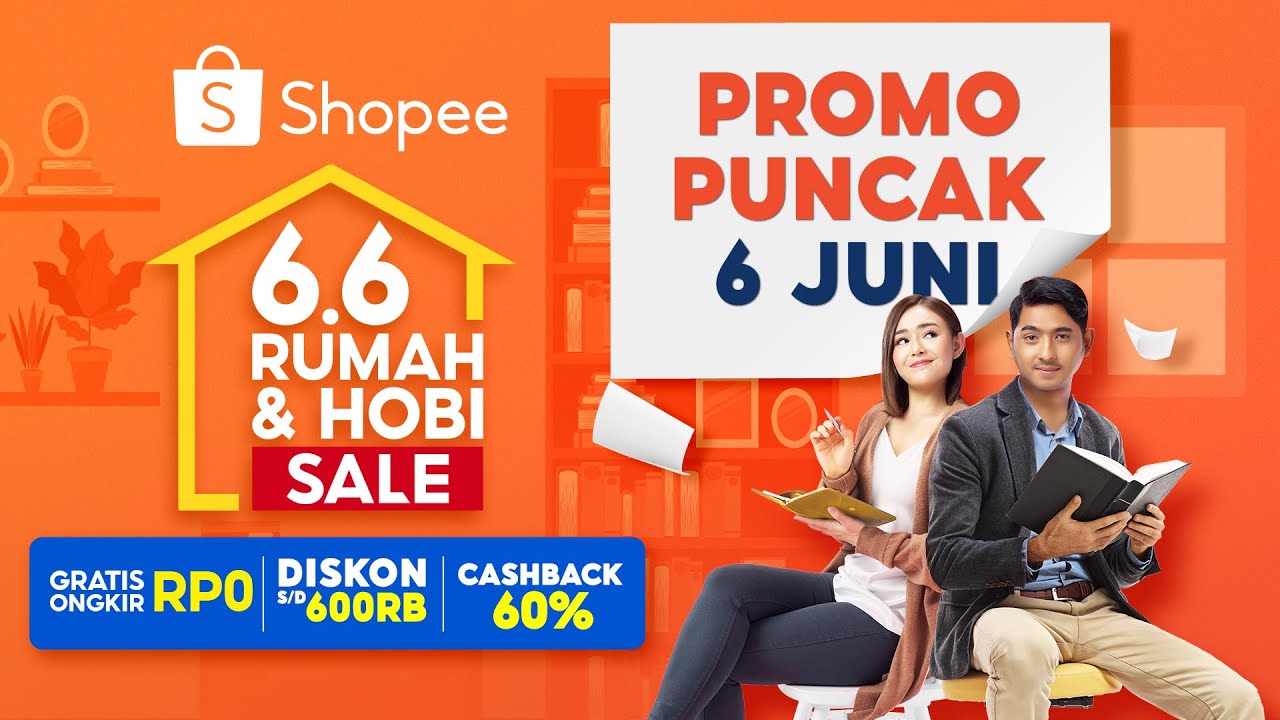 S Shopee
6.6
RUMAH
& HOBI
SALE
PROMO
PUNCAK
6 JUNI
GRATIS
ONGKIR RP0
DISKON
S/D 600RB
CASHBACK
60%